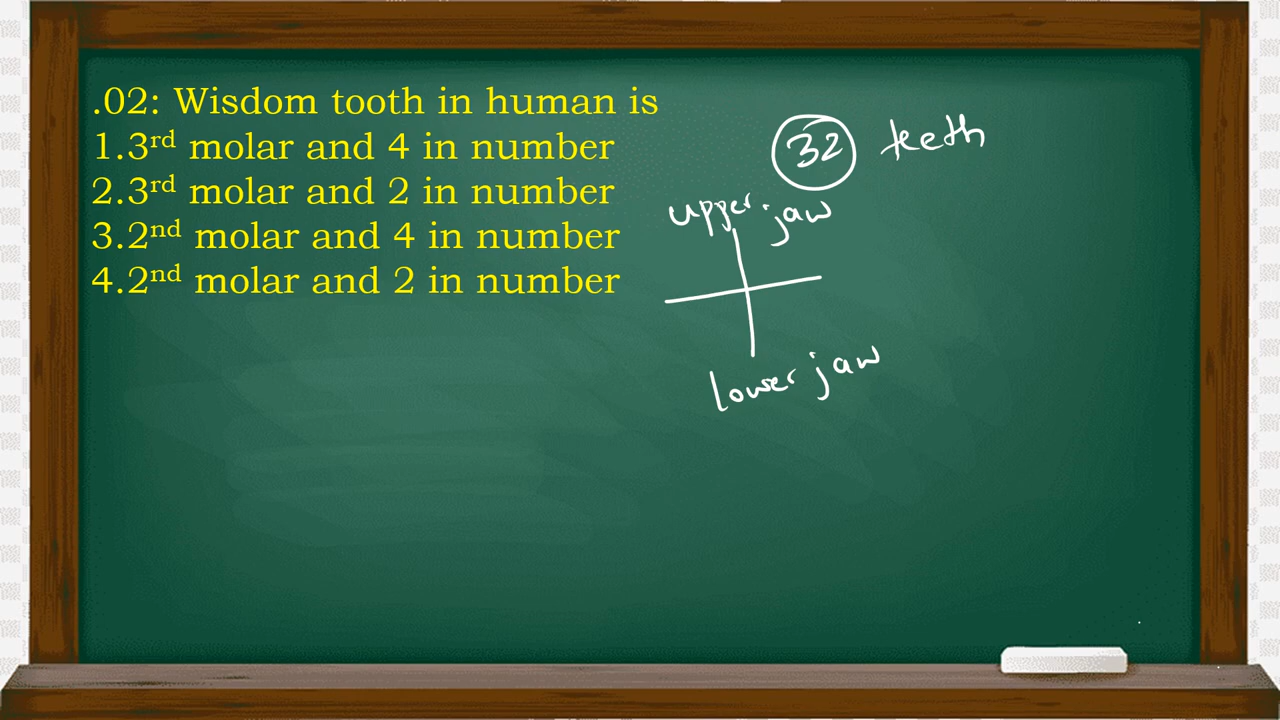 .02: Wisdom tooth in human is
1.3rd molar and 4 in number
2.3rd molar and 2 in number
3.2nd molar and 4 in number
4.2nd molar and 2 in number
32 teeth
upper jaw
lower jaw